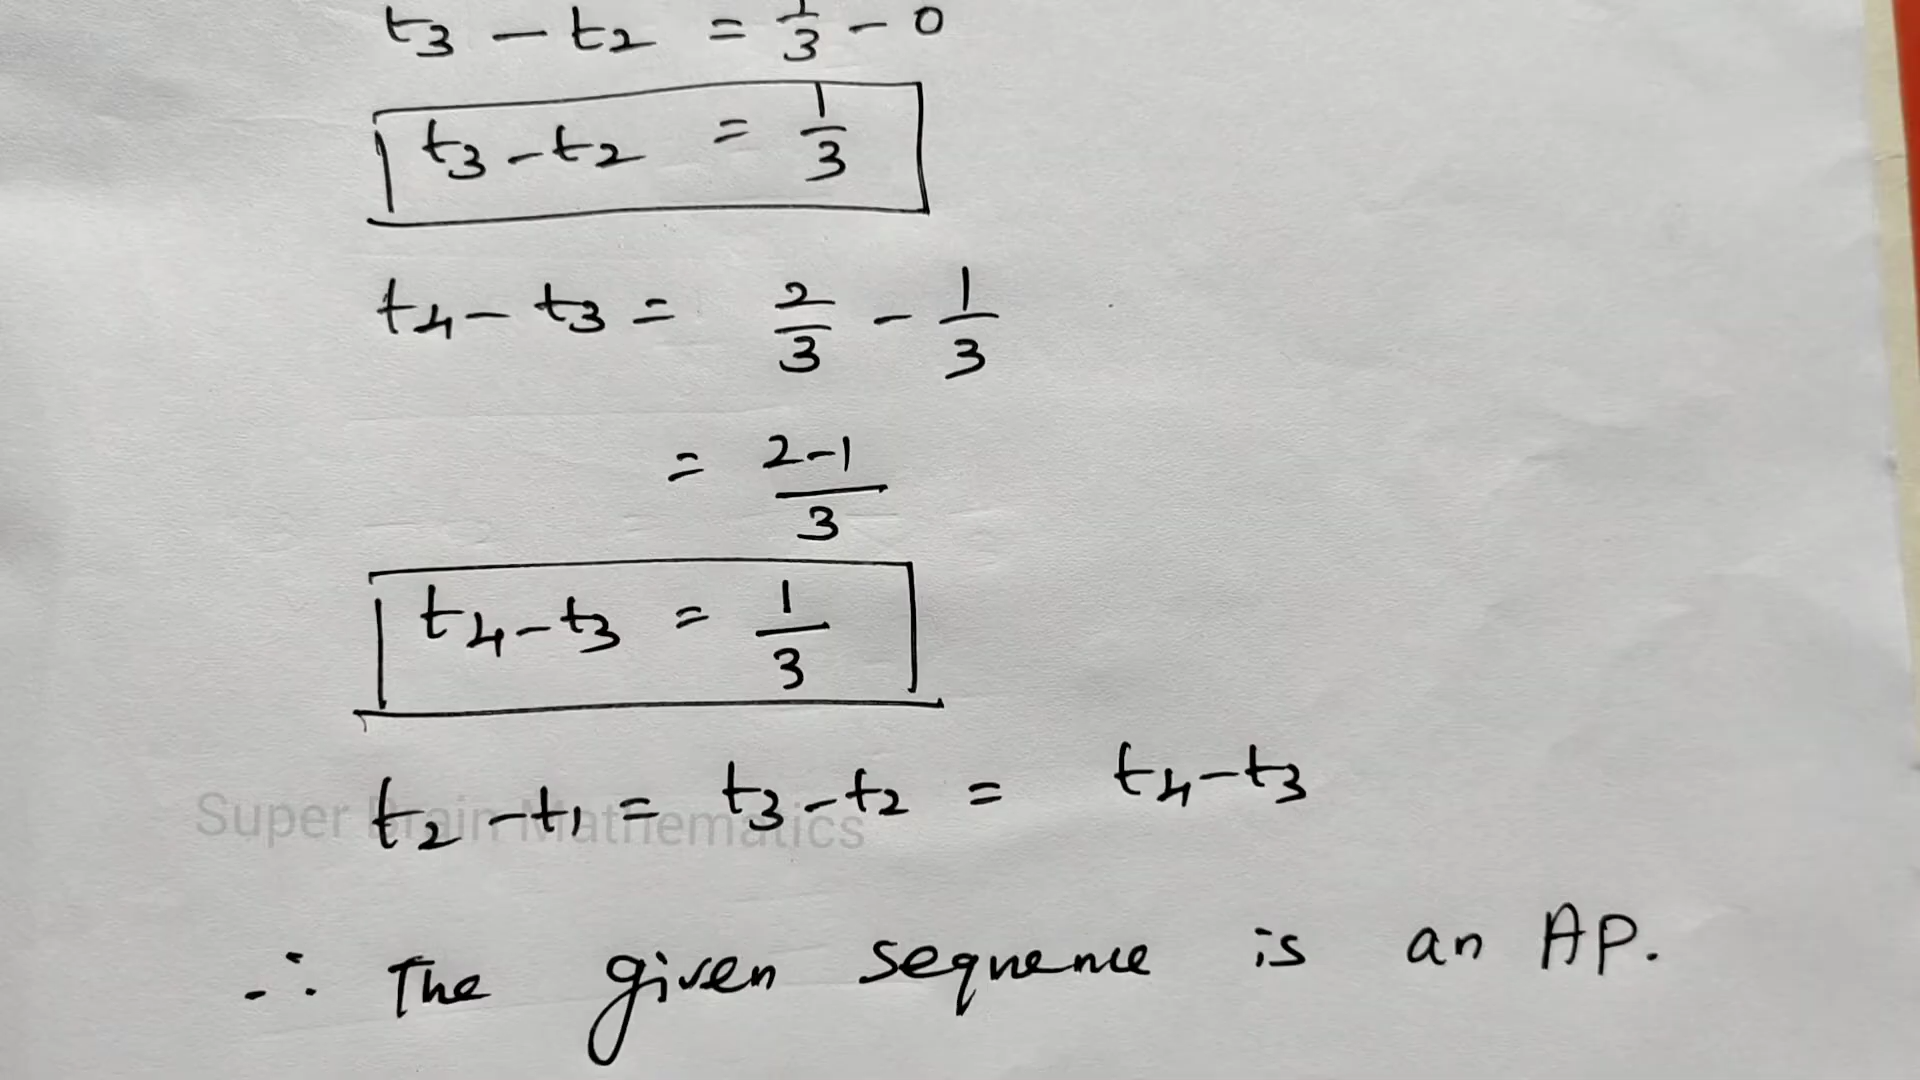 t3 - t2 = 1/3 - 0
t3 - t2 = 1/3
t4 - t3 = 2/3 - 1/3
= 2-1/3
t4 - t3 = 1/3
t2 - t1 = t3 - t2 = t4 - t3
Super Brain Mathematics
∴ The given sequence is an AP.